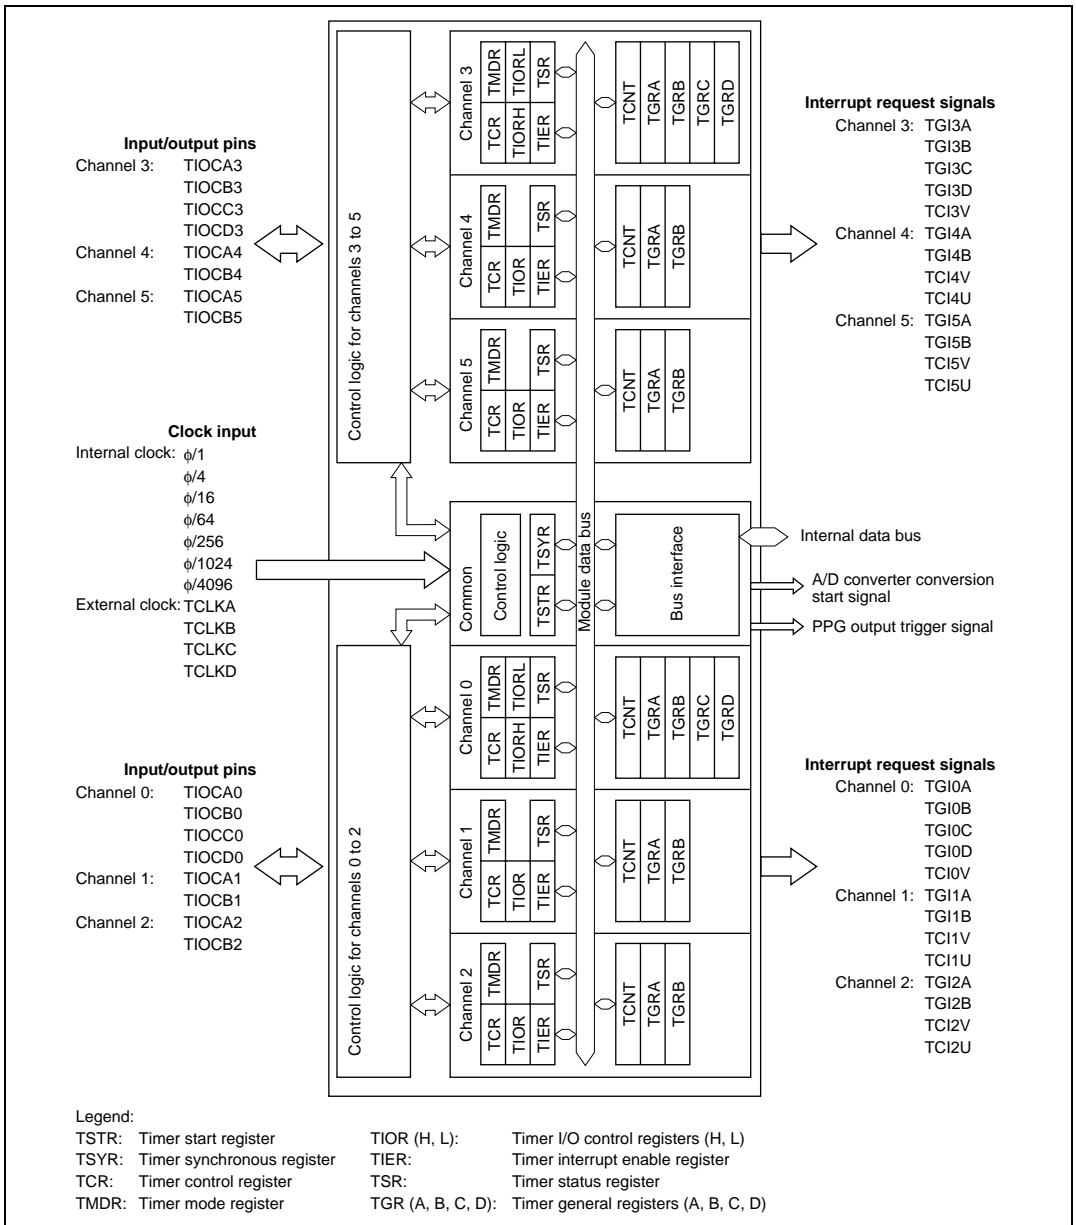 Input/output pins
Channel 3: TIOCA3
TIOCB3
TIOCC3
TIOCD3
Channel 4: TIOCA4
TIOCB4
Channel 5: TIOCA5
TIOCB5
Clock input
Internal clock: ϕ/1
ϕ/4
ϕ/16
ϕ/64
ϕ/256
ϕ/1024
ϕ/4096
External clock: TCLKA
TCLKB
TCLKC
TCLKD
Input/output pins
Channel 0: TIOCA0
TIOCB0
TIOCC0
TIOCD0
Channel 1: TIOCA1
TIOCB1
Channel 2: TIOCA2
TIOCB2
Control logic for channels 3 to 5
Control logic for channels 0 to 2
Channel 3
TCR TMDR
TIORH TIORL
TIER TSR
TCNT
TGRA
TGRB
TGRC
TGRD
Channel 4
TCR TMDR
TIOR
TIER TSR
TCNT
TGRA
TGRB
Channel 5
TCR TMDR
TIOR
TIER TSR
TCNT
TGRA
TGRB
Common
Control logic
TSTR TSYR
Module data bus
Bus interface
Channel 0
TCR TMDR
TIORH TIORL
TIER TSR
TCNT
TGRA
TGRB
TGRC
TGRD
Channel 1
TCR TMDR
TIOR
TIER TSR
TCNT
TGRA
TGRB
Channel 2
TCR TMDR
TIOR
TIER TSR
TCNT
TGRA
TGRB
Interrupt request signals
Channel 3: TGI3A
TGI3B
TGI3C
TGI3D
TCI3V
Channel 4: TGI4A
TGI4B
TCI4V
TCI4U
Channel 5: TGI5A
TGI5B
TCI5V
TCI5U
Internal data bus
A/D converter conversion
start signal
PPG output trigger signal
Interrupt request signals
Channel 0: TGI0A
TGI0B
TGI0C
TGI0D
TCI0V
Channel 1: TGI1A
TGI1B
TCI1V
TCI1U
Channel 2: TGI2A
TGI2B
TCI2V
TCI2U
Legend:
TSTR: Timer start register TIOR (H, L): Timer I/O control registers (H, L)
TSYR: Timer synchronous register TIER: Timer interrupt enable register
TCR: Timer control register TSR: Timer status register
TMDR: Timer mode register TGR (A, B, C, D): Timer general registers (A, B, C, D)